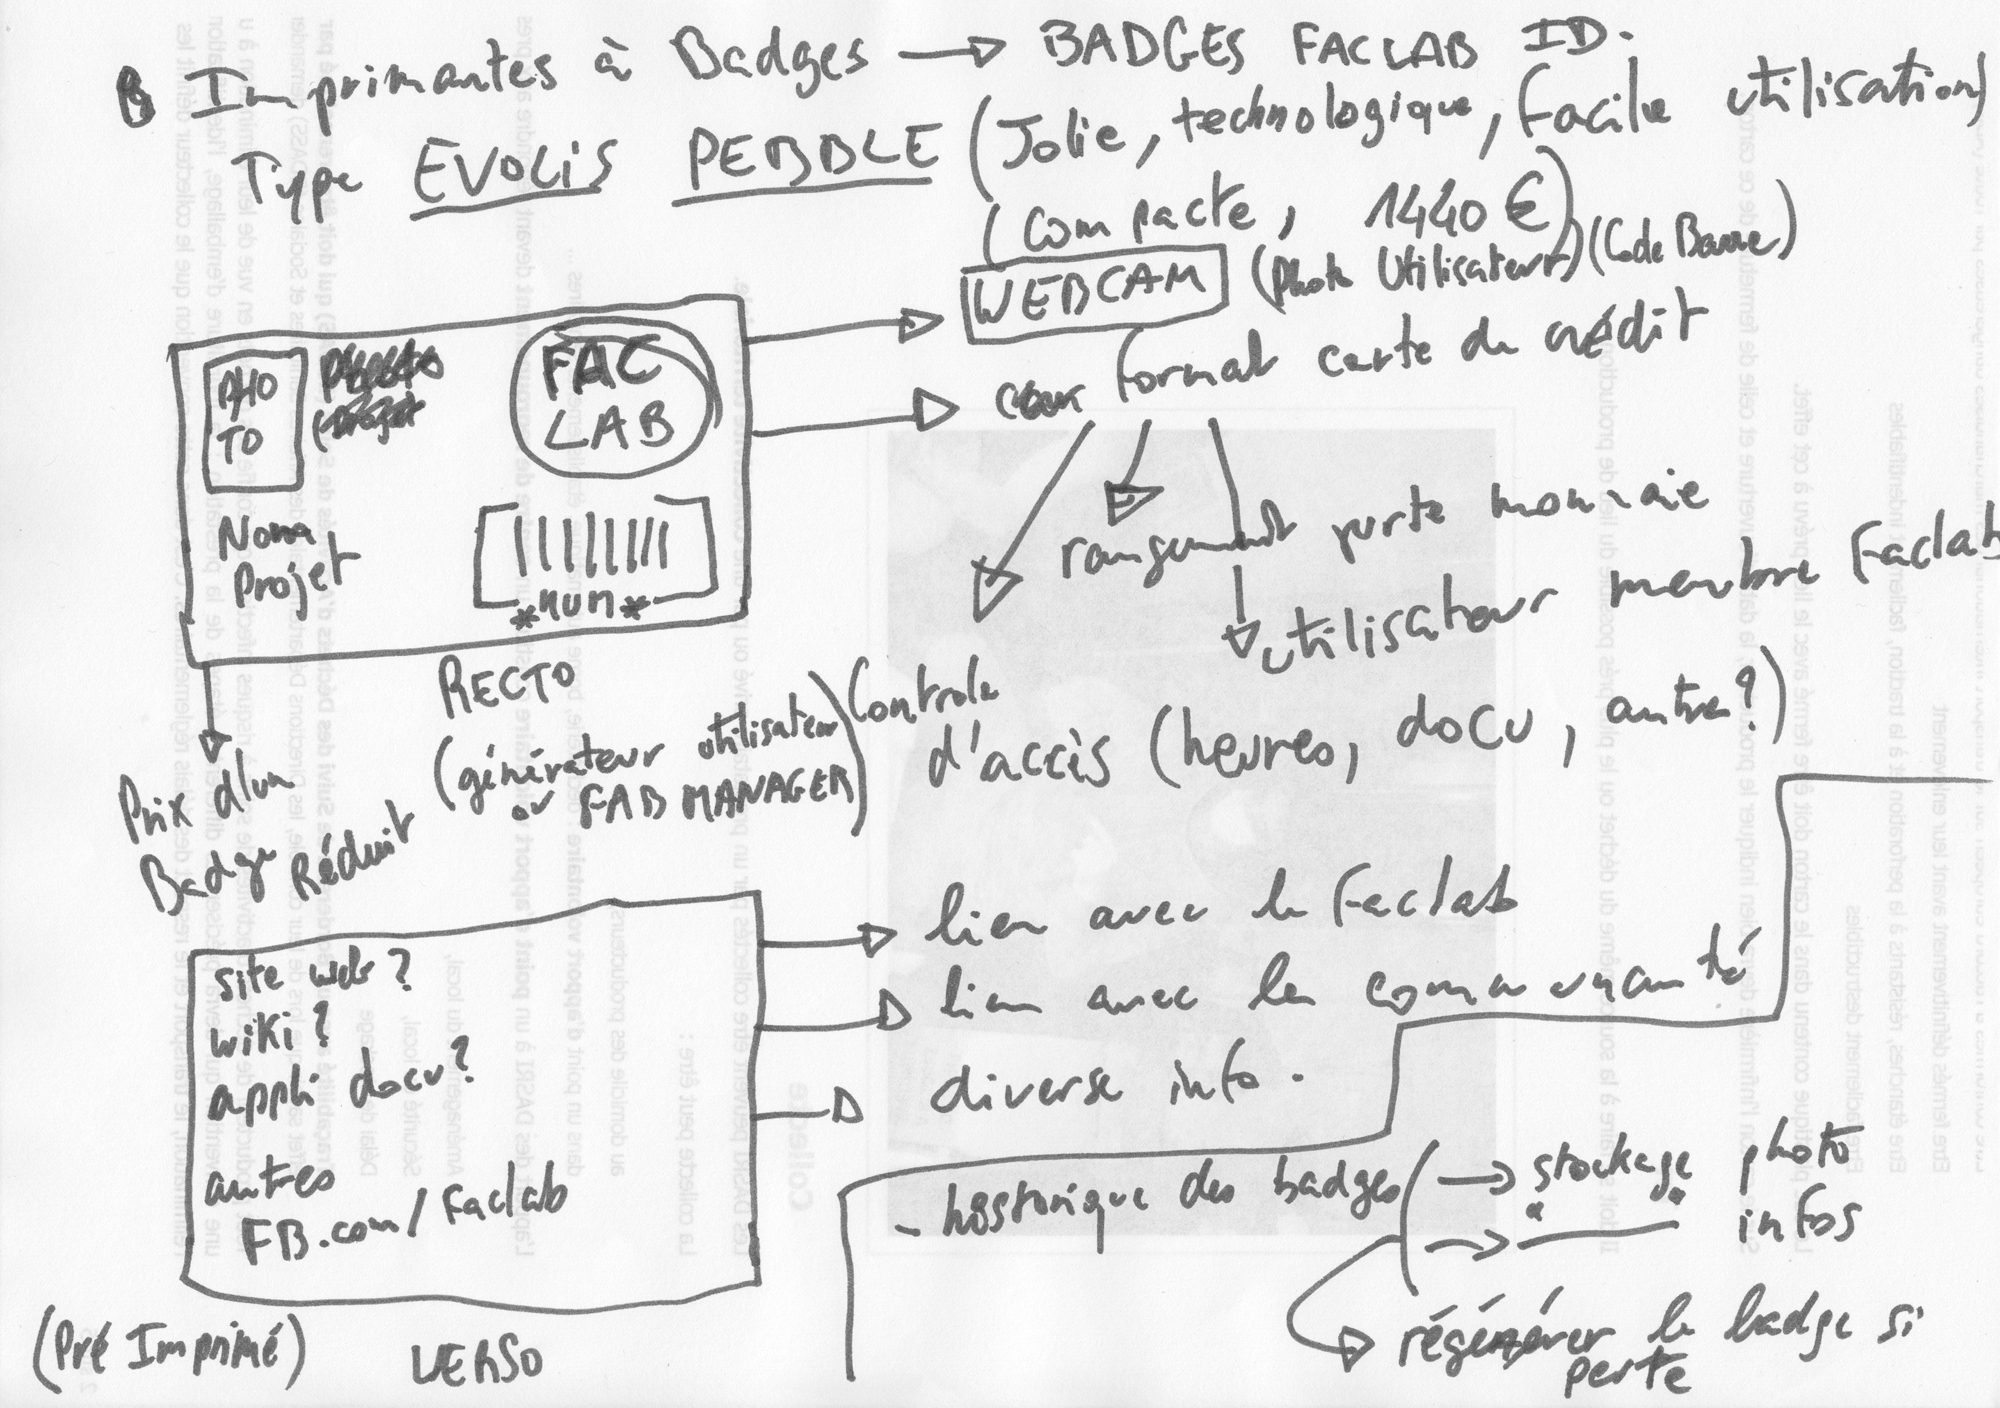 Imprimantes à Badges → BADGES FACLAB ID.
Type EVOLIS PEBBLE (Jolie, technologique, facile utilisation)
(Compacte, 1440 €)
WEBCAM (Photo Utilisateur) (Code Barre)
format carte de crédit
PHO
TO
FAC
LAB
Nom
Projet
*NUM*
RECTO
rangement porte monnaie
utilisateur membre Faclab
Controle
d'accès (heures, docu, autre?)
(générateur utilisateur
ou FAB MANAGER)
Prix d'un
Badge Réduit
site web?
wiki?
appli docu?
autres
FB.com/Faclab
(Pré Imprimé) VERSO
lien avec le Faclab
lien avec la communauté
diverse info.
- historique des badges
→ stockage photo
→ infos
régénérer le badge si
perte